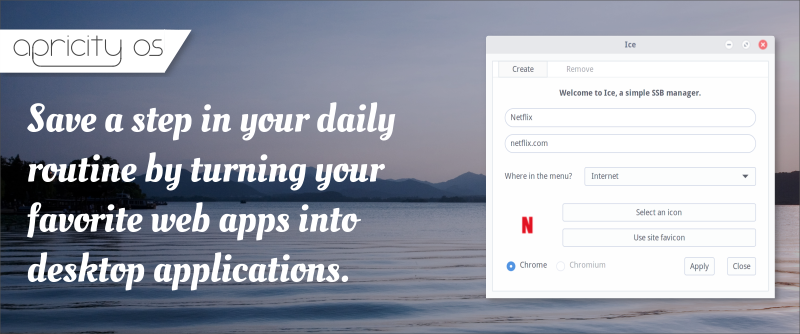 apricity os
Save a step in your daily
routine by turning your
favorite web apps into
desktop applications.
Ice
Create Remove
Welcome to Ice, a simple SSB manager.
Netflix
netflix.com
Where in the menu? Internet
N
Select an icon
Use site favicon
Chrome Chromium Apply Close